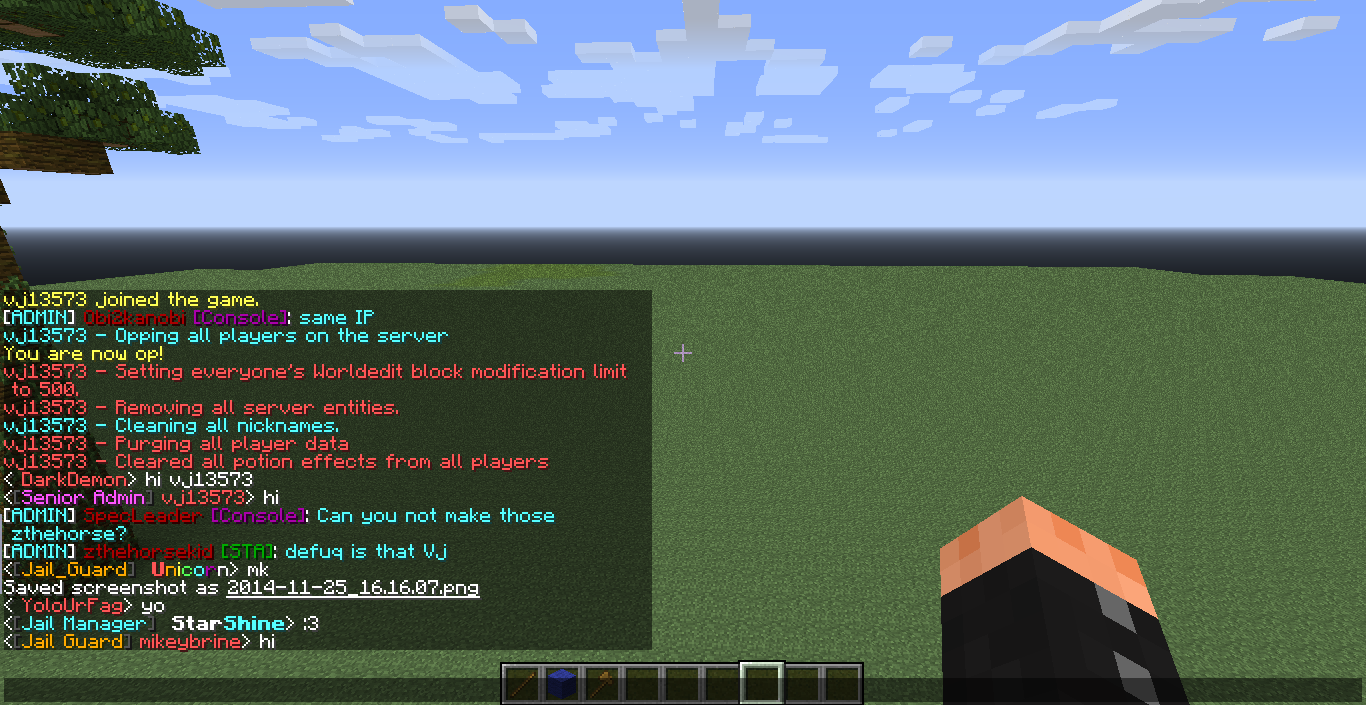 vj13573 joined the game.
[ADMIN] Obi2kanobi [Console]: same IP
vj13573 - Opping all players on the server
You are now op!
vj13573 - Setting everyone's Worldedit block modification limit
to 500.
vj13573 - Removing all server entities.
vj13573 - Cleaning all nicknames.
vj13573 - Purging all player data
vj13573 - Cleared all potion effects from all players
< DarkDemon> hi vj13573
<[Senior Admin] vj13573> hi
[ADMIN] SpecLeader [Console]: Can you not make those
zthehorse?
[ADMIN] zthehorsekid [STA]: defuq is that Vj
<[Jail_Guard] Unicorn> mk
Saved screenshot as 2014-11-25_16.16.07.png
< YoloUrFag> yo
<[Jail Manager] StarShine> :3
<[Jail Guard] mikeybrine> hi